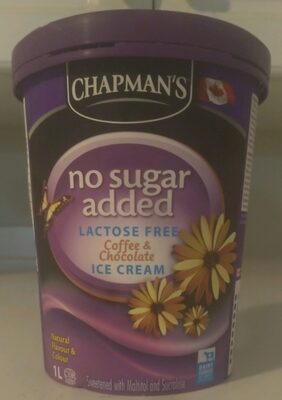 CHAPMAN'S
no sugar
added
LACTOSE FREE
Coffee &
Chocolate
ICE CREAM
Natural
Flavour &
Colour
1L
Sweetened with Maltitol and Sucralose